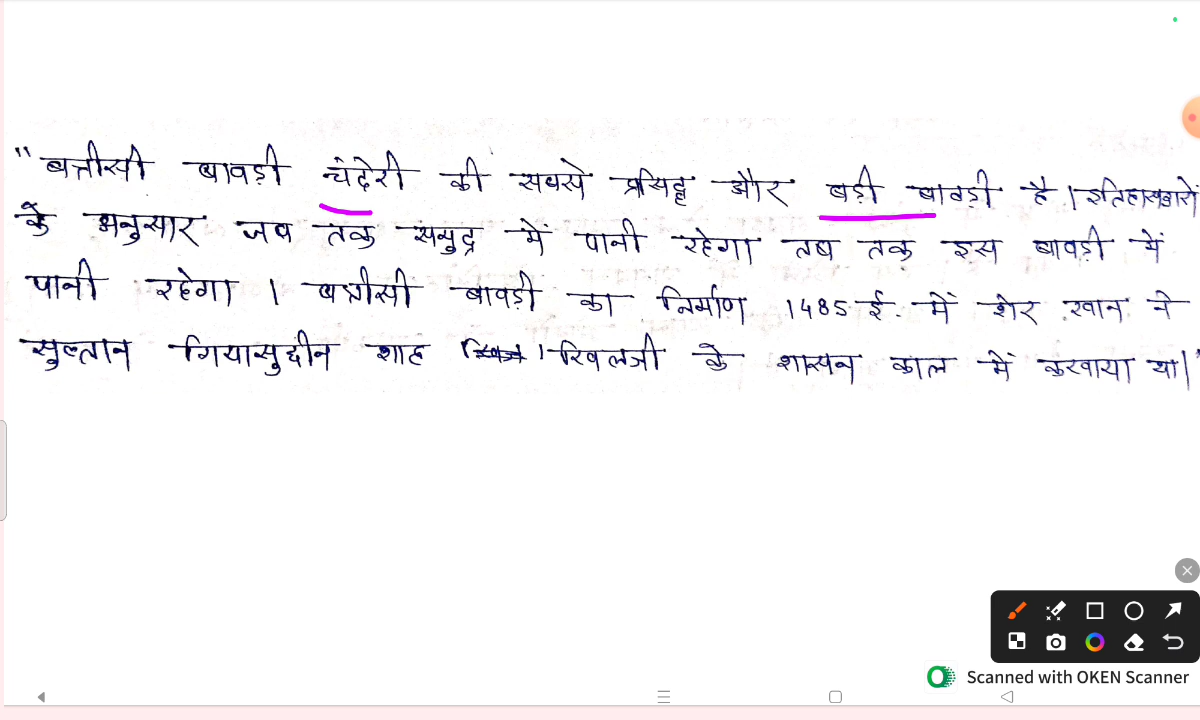 "बत्तीसी बावड़ी चंदेरी की सबसे प्रसिद्ध और बड़ी बावड़ी है। इतिहासकारो
के अनुसार जब तक समुद्र में पानी रहेगा तब तक इस बावड़ी में
पानी रहेगा। बत्तीसी बावड़ी का निर्माण 1485 ई. में शेर खान ने
सुल्तान गियासुद्दीन शाह खिलजी के शासन काल में करवाया था।"
Scanned with OKEN Scanner